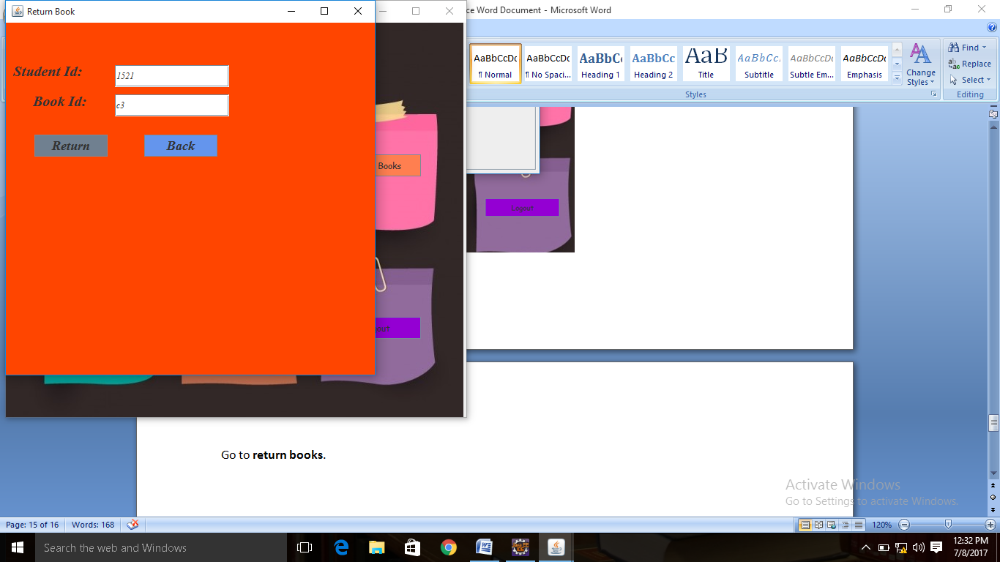 Return Book
Student Id:
1521
Book Id:
c3
Return
Back
Books
Logout
ce Word Document - Microsoft Word
AaBbCcDc
¶ Normal
AaBbCcDc
¶ No Spaci...
AaBbCc
Heading 1
AaBbCc
Heading 2
AaB
Title
AaBbCc
Subtitle
AaBbCcDc
Subtle Em...
AaBbCcDc
Emphasis
Change
Styles
Find
Replace
Select
Styles
Editing
Go to return books.
Activate Windows
Go to Settings to activate Windows.
Page: 15 of 16
Words: 168
120%
Search the web and Windows
12:32 PM
7/8/2017